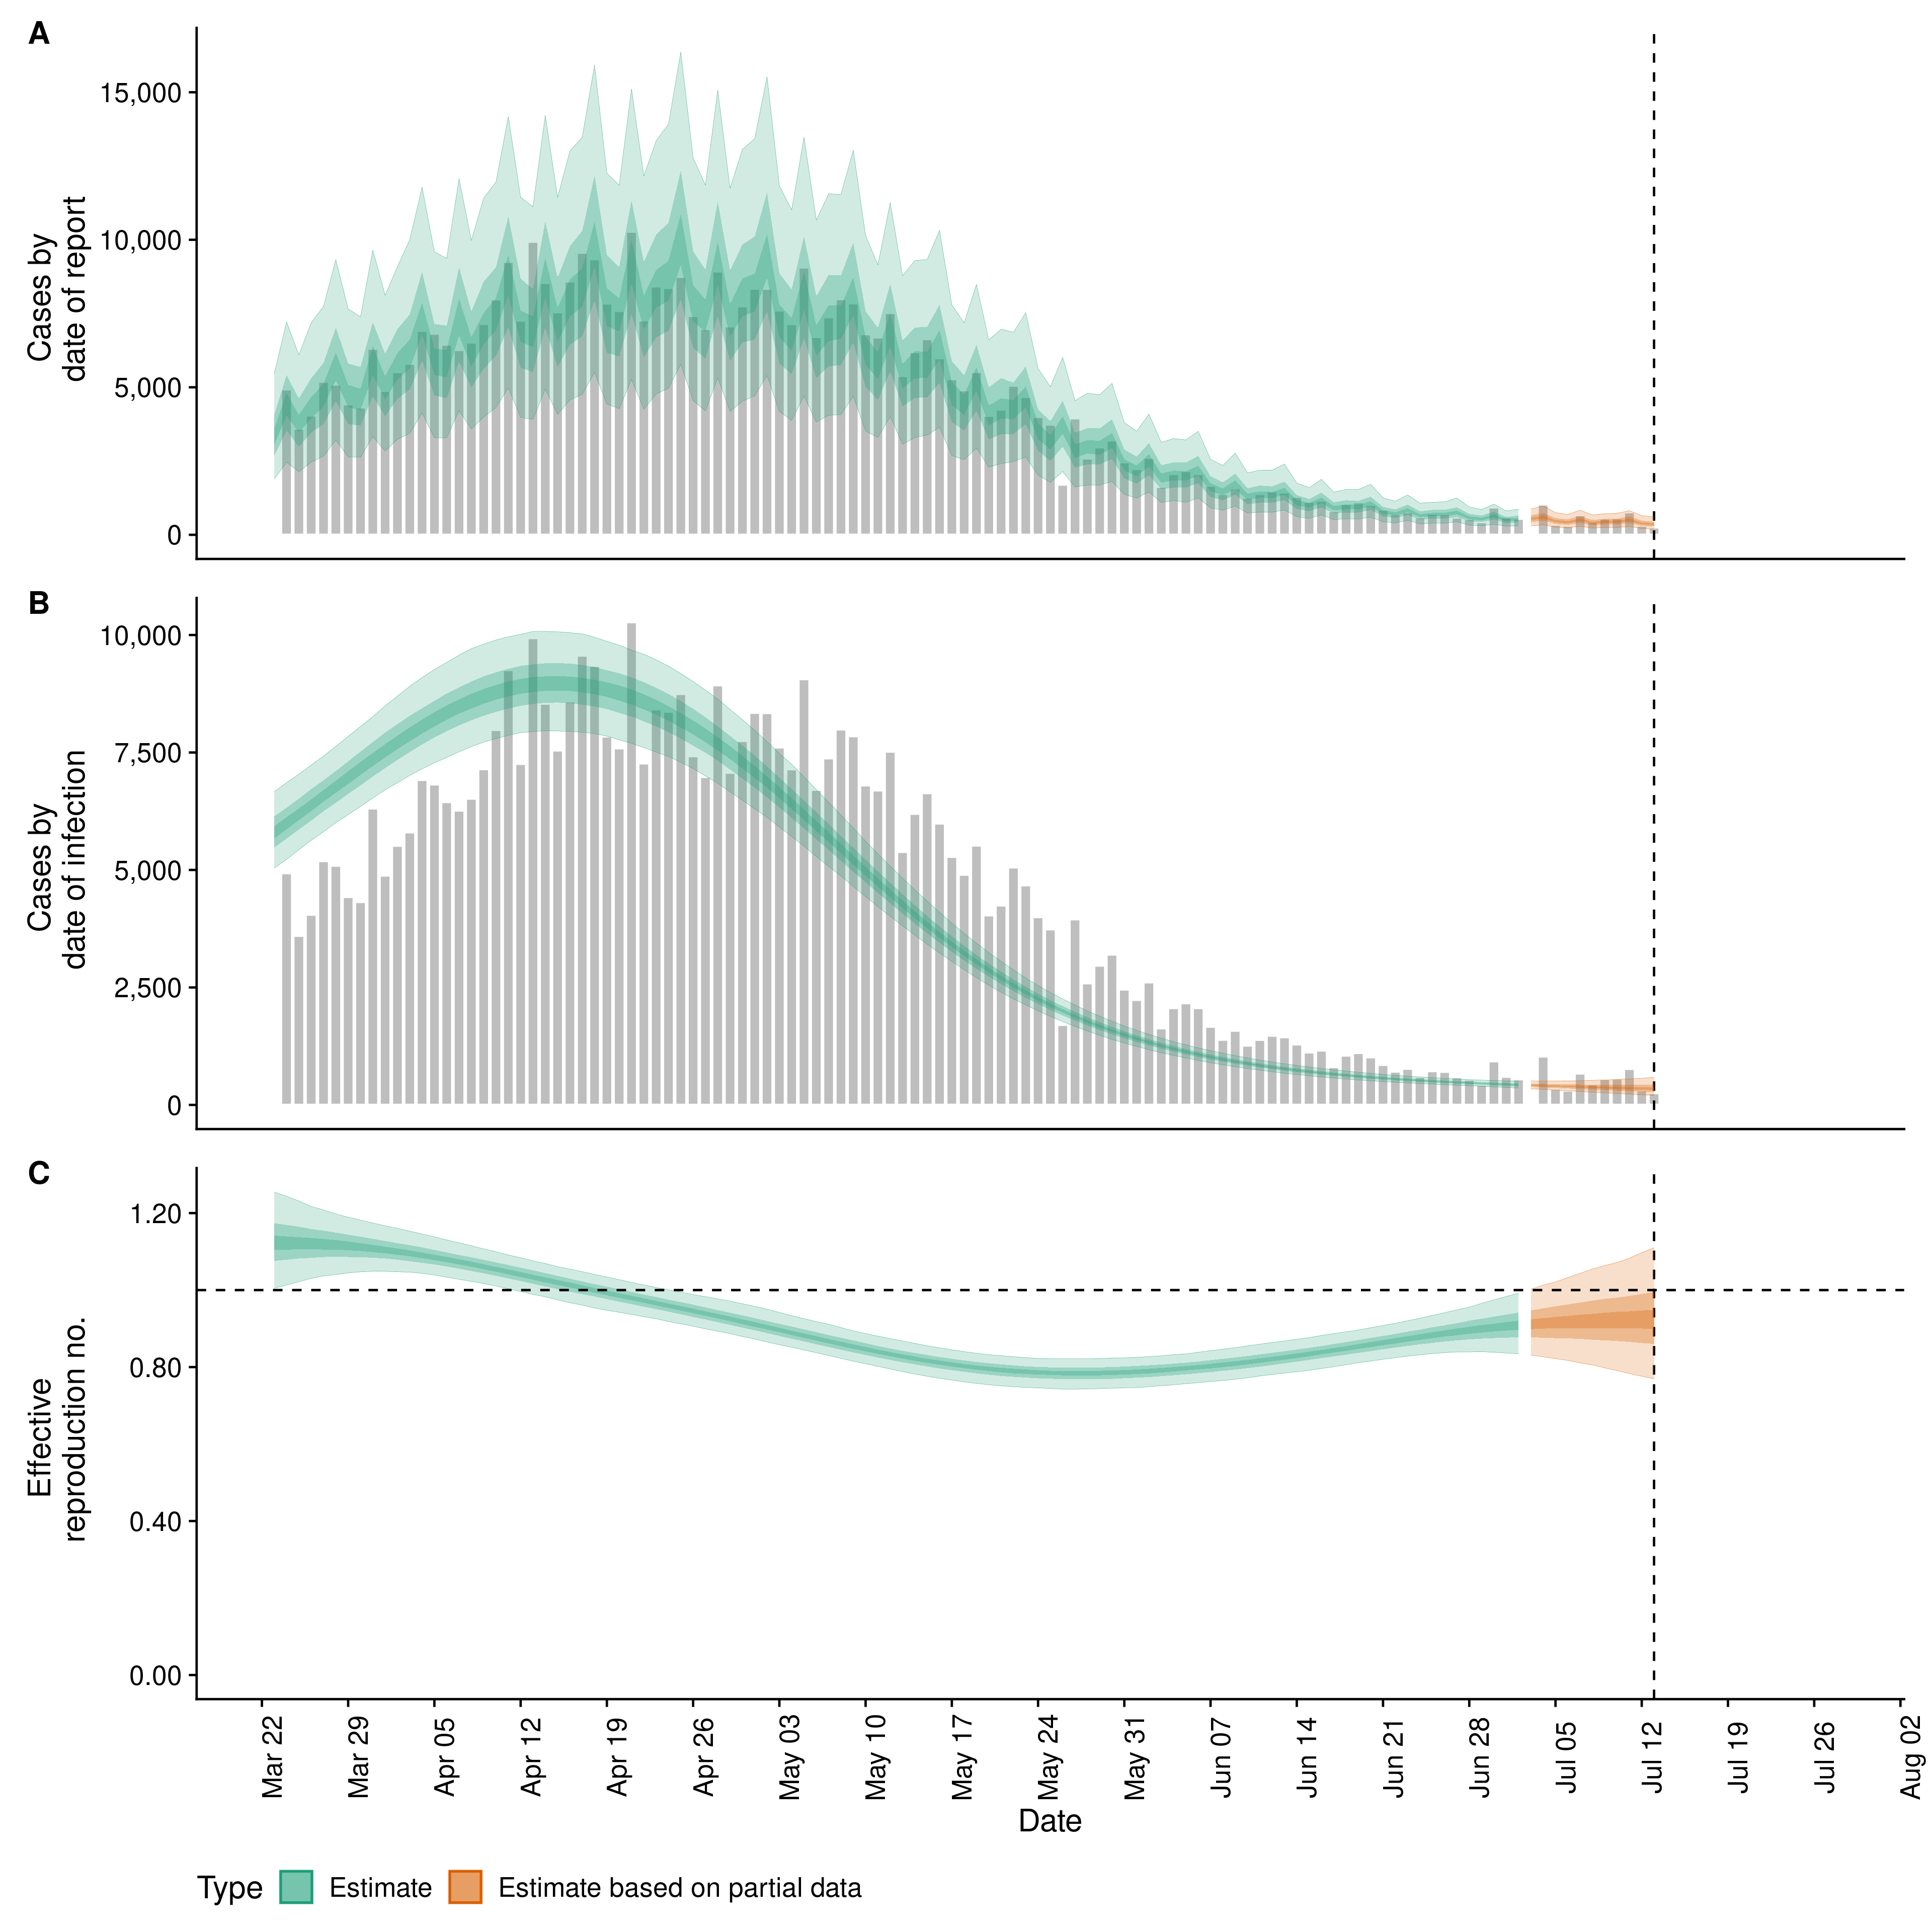 A
15,000
10,000
5,000
0
Cases by
date of report
B
10,000
7,500
5,000
2,500
0
Cases by
date of infection
C
1.20
0.80
0.40
0.00
Effective
reproduction no.
Mar 22
Mar 29
Apr 05
Apr 12
Apr 19
Apr 26
May 03
May 10
May 17
May 24
May 31
Jun 07
Jun 14
Jun 21
Jun 28
Jul 05
Jul 12
Jul 19
Jul 26
Aug 02
Date
Type Estimate Estimate based on partial data